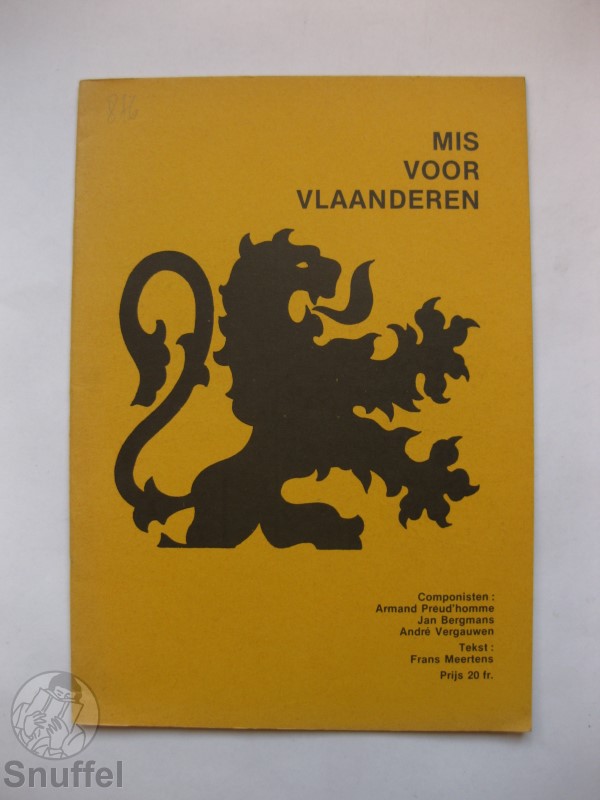 MIS
VOOR
VLAANDEREN
Componisten :
Armand Preud'homme
Jan Bergmans
André Vergauwen
Tekst :
Frans Meertens
Prijs 20 fr.
Snuffel